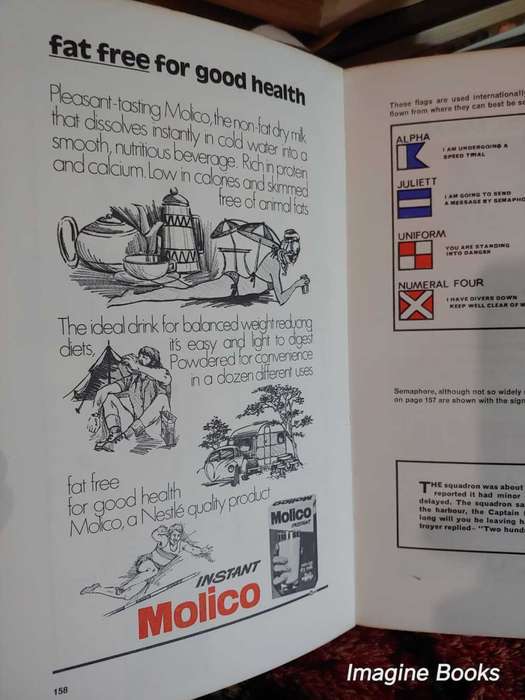 fat free for good health
Pleasant-tasting Molico, the non-fat dry milk
that dissolves instantly in cold water into a
smooth, nutritious beverage. Rich in protein
and calcium. Low in calories and skimmed
free of animal fats
The ideal drink for balanced weight reducing
diets, it's easy and light to digest
Powdered for convenience
in a dozen different uses
fat free
for good health
Molico, a Nestlé quality product
Molico
INSTANT
INSTANT
Molico
158
These flags are used internationally
flown from where they can best be
ALPHA
I AM UNDERGOING A
SPEED TRIAL
JULIETT
I AM GOING TO SEND
A MESSAGE BY
UNIFORM
YOU ARE STANDING
INTO DANGER
NUMERAL FOUR
I HAVE DIVERS DOWN
KEEP WELL CLEAR OF
Semaphore, although not so widely
on page 157 are shown with the
THE squadron was about
reported it had minor
delayed. The squadron
the harbour, the Captain
long will you be leaving
troyer replied- "Two
Imagine Books